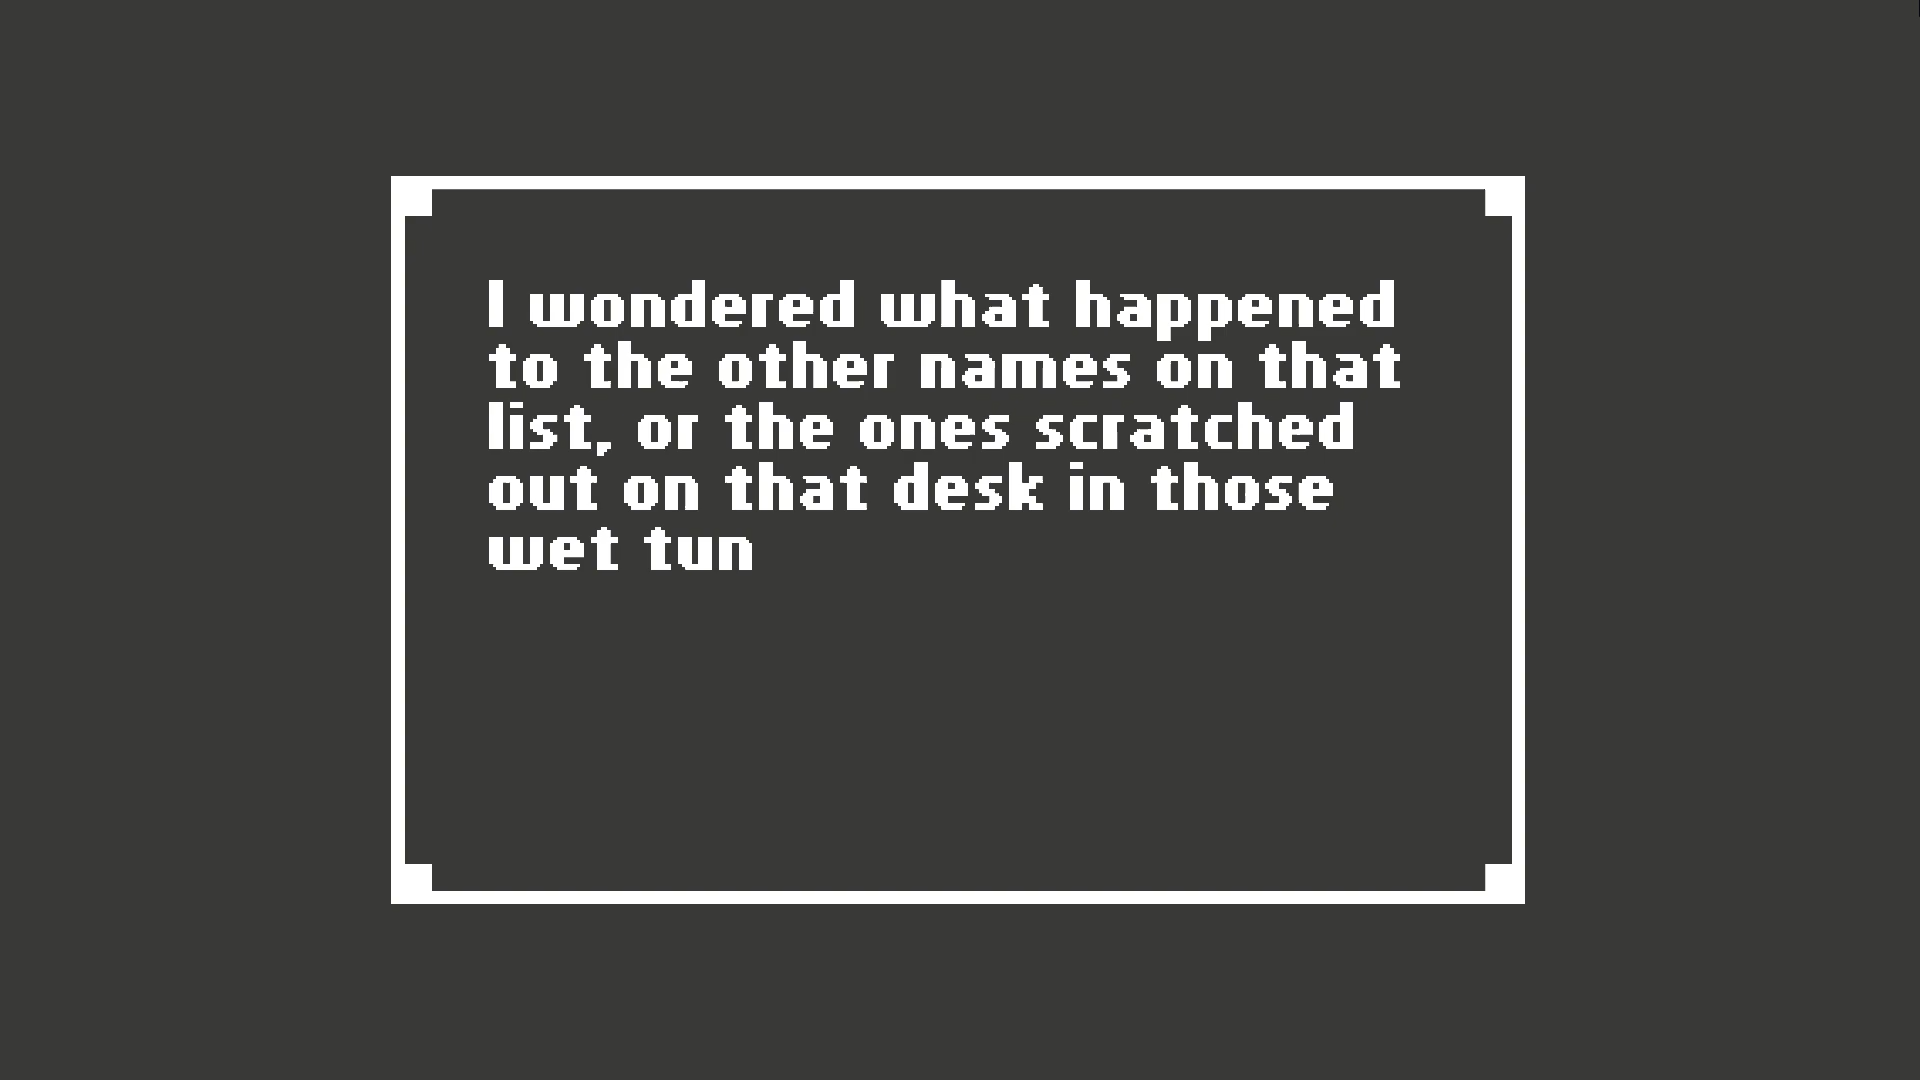 I wondered what happened
to the other names on that
list, or the ones scratched
out on that desk in those
wet tun